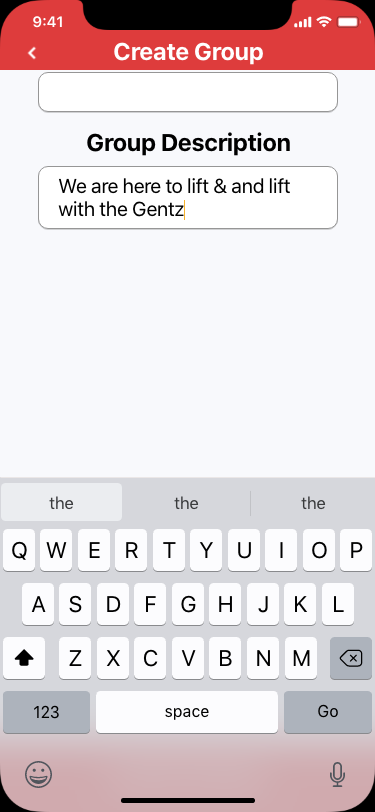 9:41
Create Group
Group Description
We are here to lift & and lift
with the Gentz
the the the
Q W E R T Y U I O P
A S D F G H J K L
Z X C V B N M
123 space Go